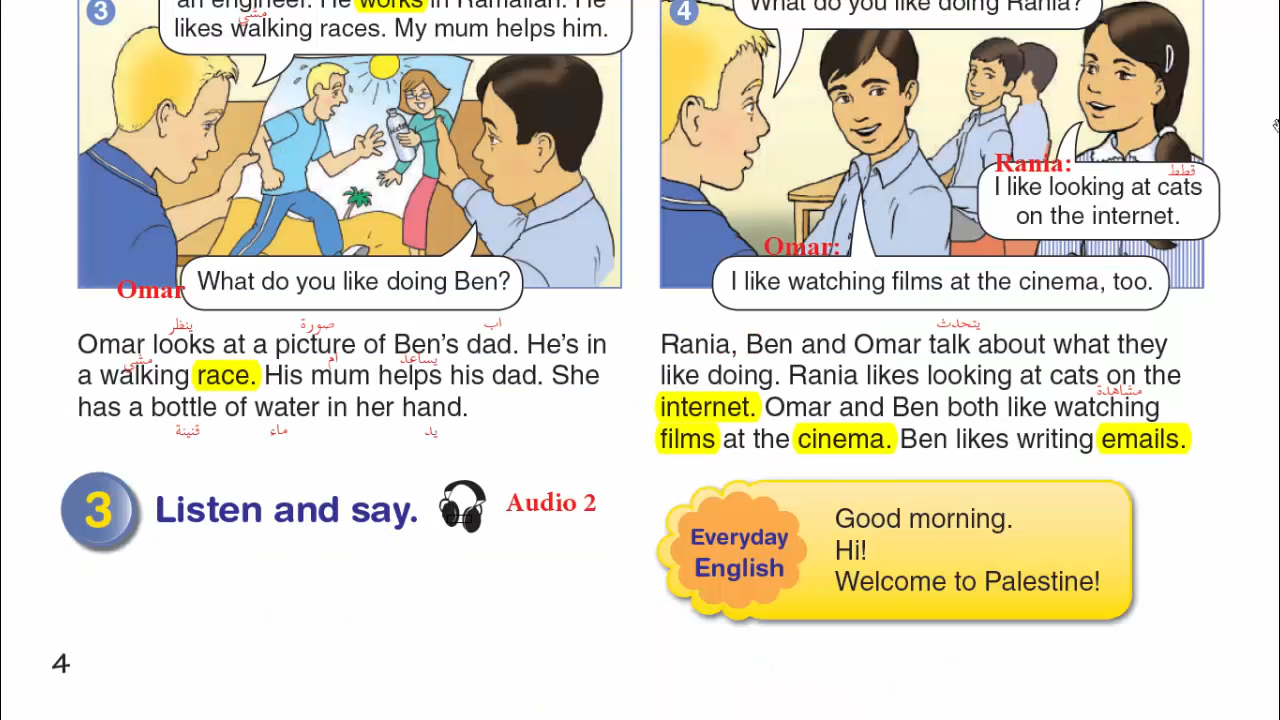 3
an engineer. He works in Ramallah. He
مشي
likes walking races. My mum helps him.
Omar
What do you like doing Ben?
ينظر صورة اب
Omar looks at a picture of Ben's dad. He's in
مشي ام يساعد
a walking race. His mum helps his dad. She
has a bottle of water in her hand.
قنينة ماء يد
4
What do you like doing Rania?
Rania:
قطط
I like looking at cats
on the internet.
Omar:
I like watching films at the cinema, too.
يتحدث
Rania, Ben and Omar talk about what they
like doing. Rania likes looking at cats on the
مشاهدة
internet. Omar and Ben both like watching
films at the cinema. Ben likes writing emails.
3 Listen and say. Audio 2
Everyday
English
Good morning.
Hi!
Welcome to Palestine!
4